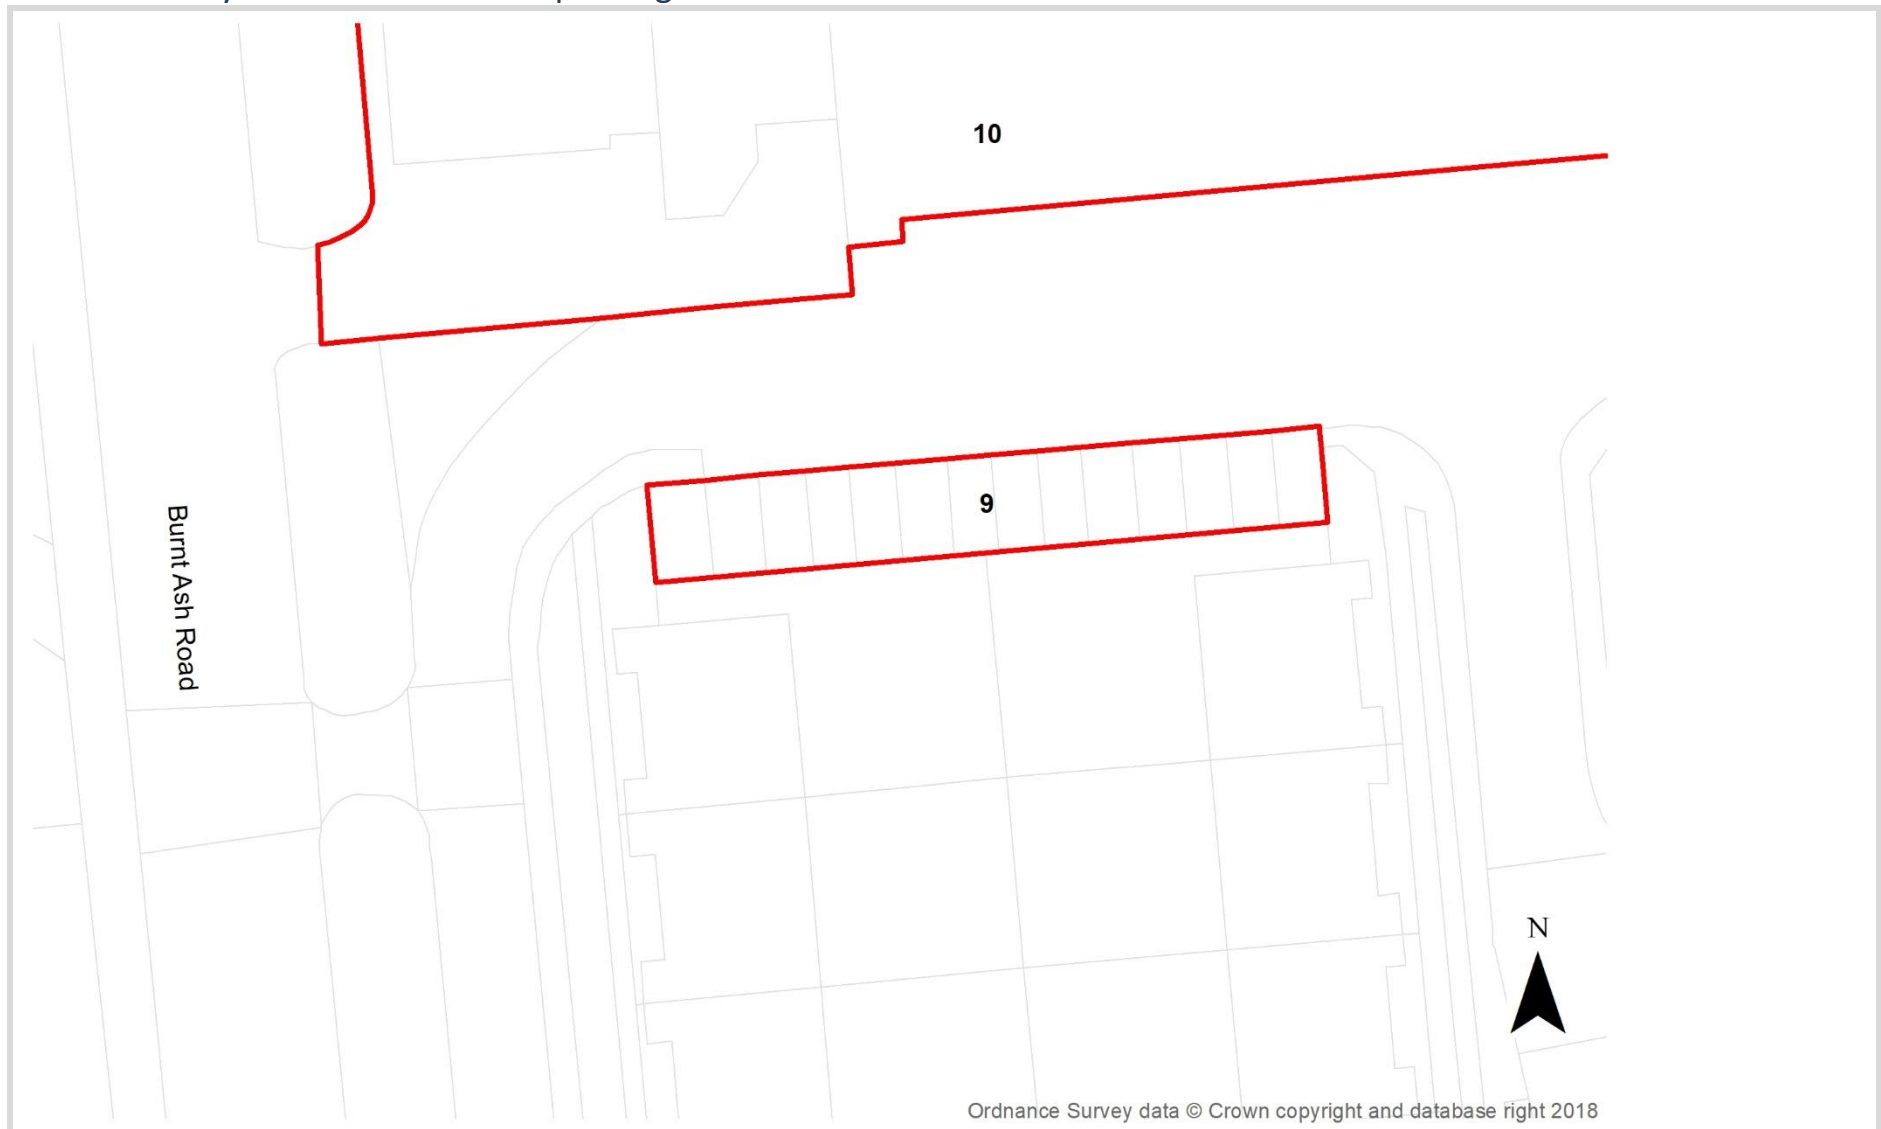 10
9
Burnt Ash Road
N
Ordnance Survey data © Crown copyright and database right 2018